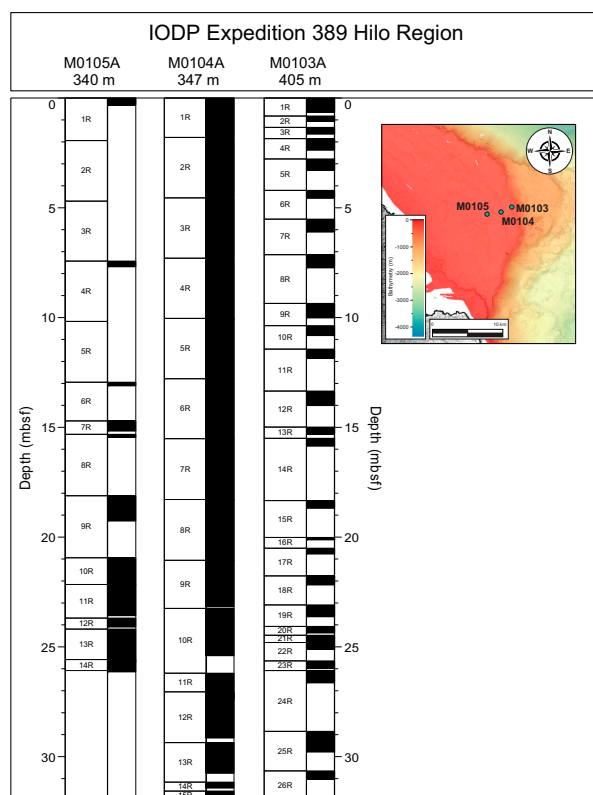 IODP Expedition 389 Hilo Region
M0105A
340 m
M0104A
347 m
M0103A
405 m
0
5
10
15
20
25
30
Depth (mbsf)
1R
2R
3R
4R
5R
6R
7R
8R
9R
10R
11R
12R
13R
14R
1R
2R
3R
4R
5R
6R
7R
8R
9R
10R
11R
12R
13R
14R
15R
1R
2R
3R
4R
5R
6R
7R
8R
9R
10R
11R
12R
13R
14R
15R
16R
17R
18R
19R
20R
21R
22R
23R
24R
25R
26R
0
5
10
15
20
25
30
Depth (mbsf)
N
W E
S
M0105
M0103
M0104
Bathymetry (m)
0
-1000
-2000
-3000
-4000
0 10 km